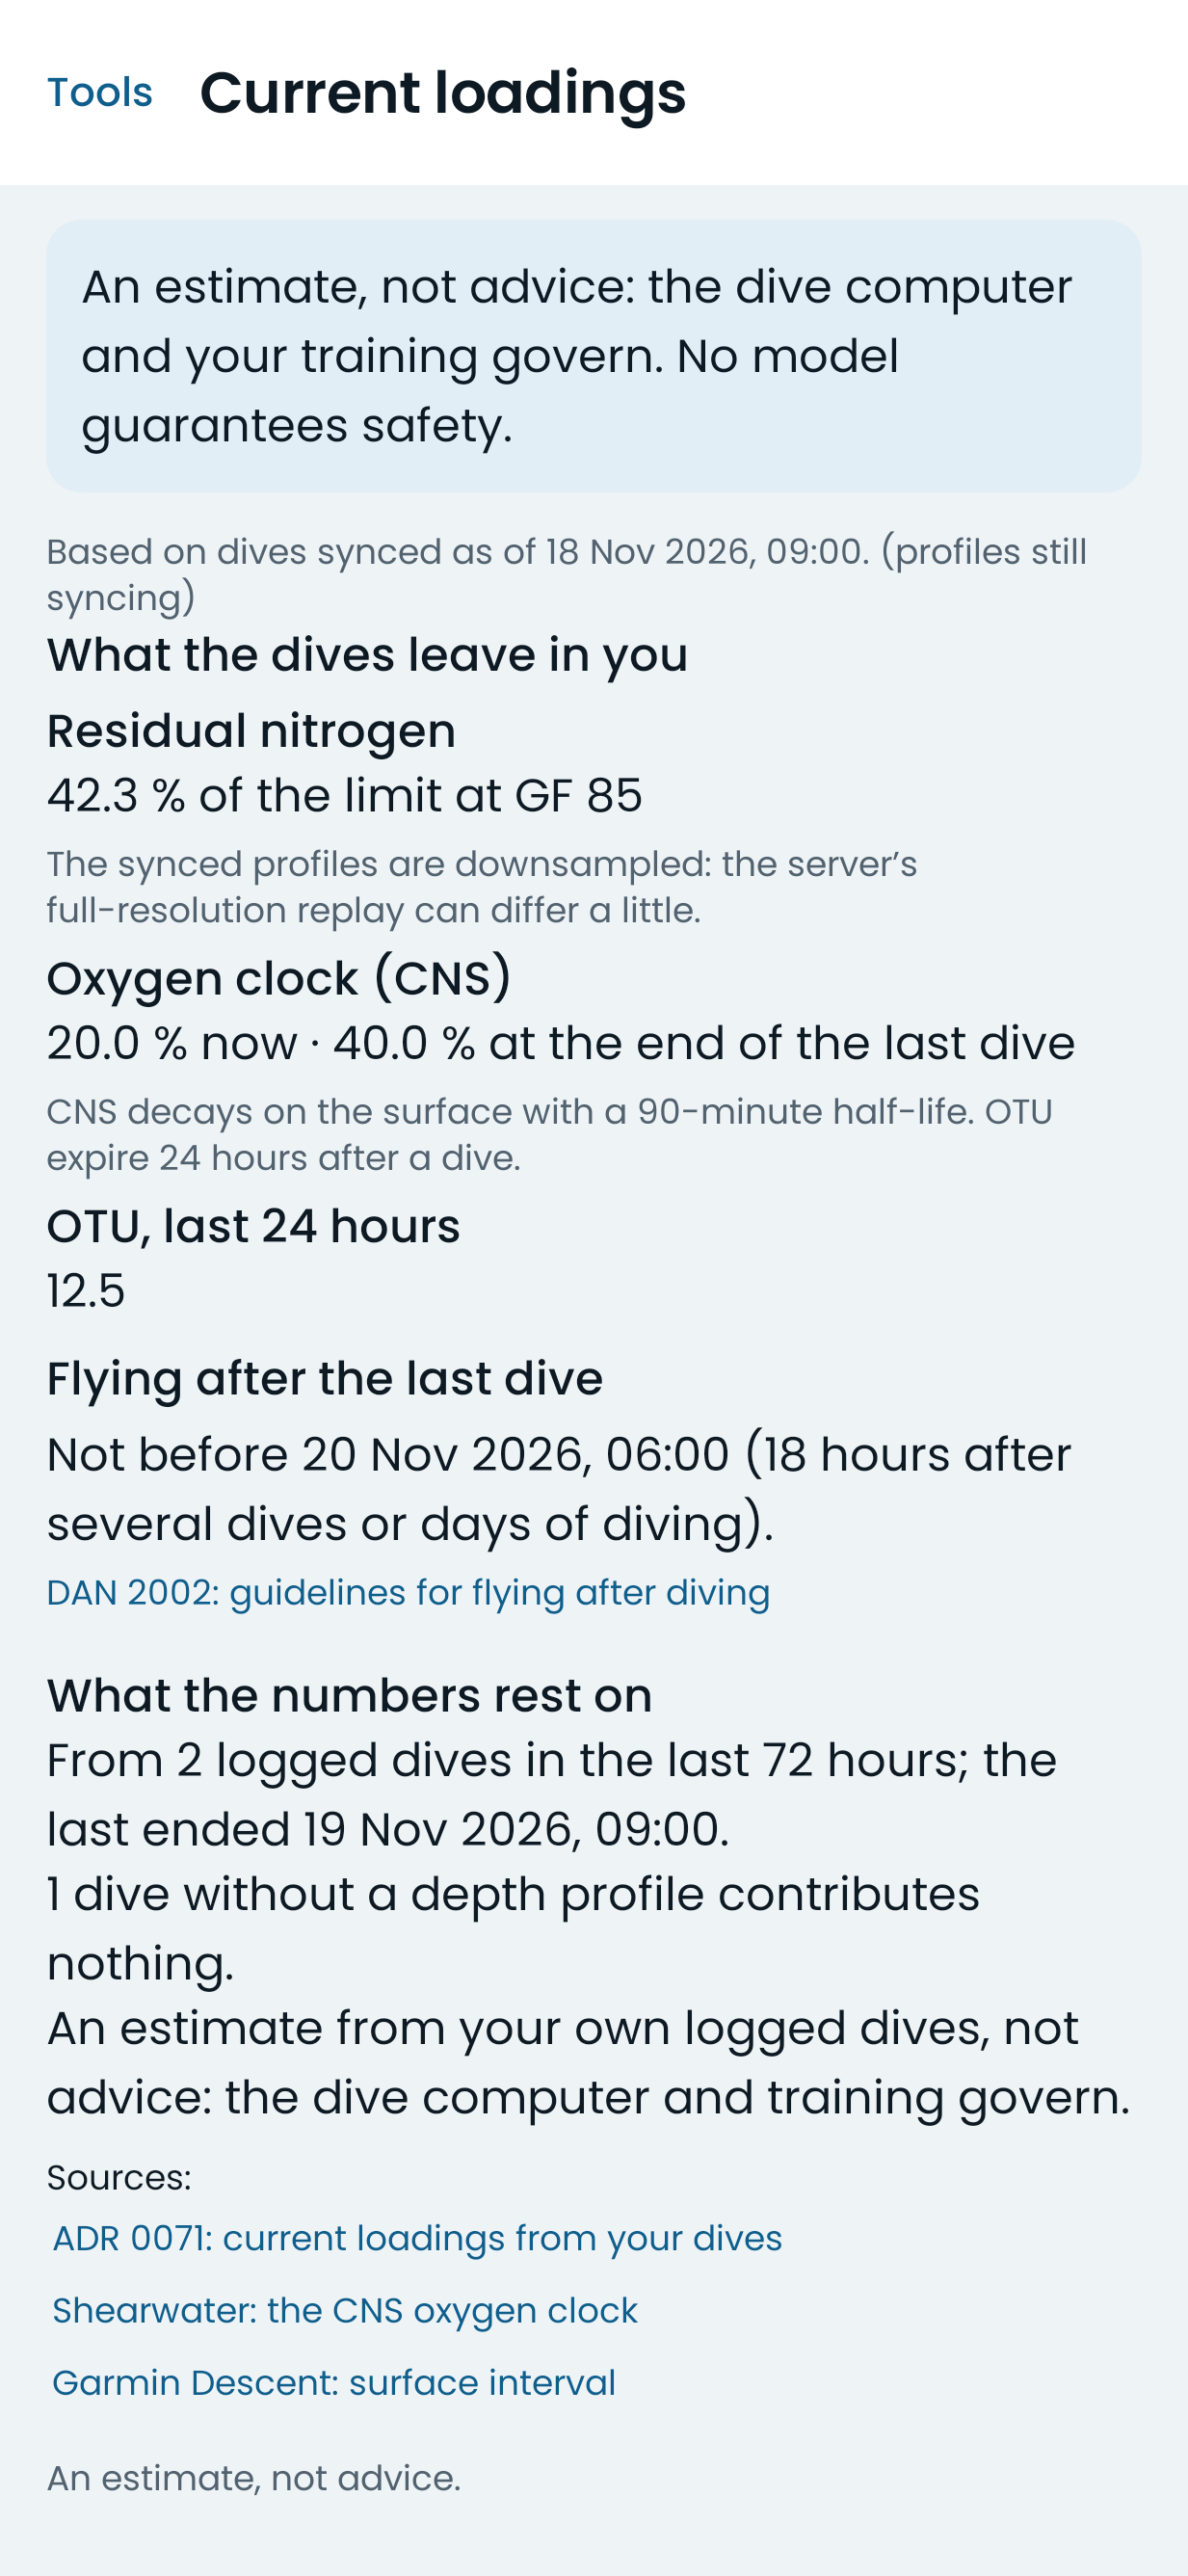 Tools Current loadings
An estimate, not advice: the dive computer
and your training govern. No model
guarantees safety.
Based on dives synced as of 18 Nov 2026, 09:00. (profiles still
syncing)
What the dives leave in you
Residual nitrogen
42.3 % of the limit at GF 85
The synced profiles are downsampled: the server’s
full-resolution replay can differ a little.
Oxygen clock (CNS)
20.0 % now · 40.0 % at the end of the last dive
CNS decays on the surface with a 90-minute half-life. OTU
expire 24 hours after a dive.
OTU, last 24 hours
12.5
Flying after the last dive
Not before 20 Nov 2026, 06:00 (18 hours after
several dives or days of diving).
DAN 2002: guidelines for flying after diving
What the numbers rest on
From 2 logged dives in the last 72 hours; the
last ended 19 Nov 2026, 09:00.
1 dive without a depth profile contributes
nothing.
An estimate from your own logged dives, not
advice: the dive computer and training govern.
Sources:
ADR 0071: current loadings from your dives
Shearwater: the CNS oxygen clock
Garmin Descent: surface interval
An estimate, not advice.